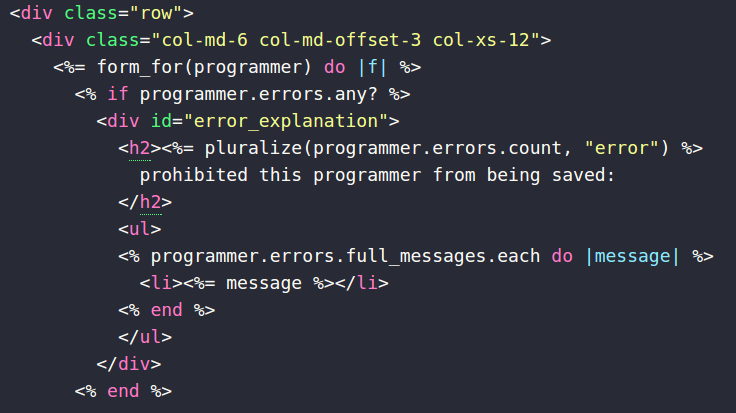 <div class="row">
<div class="col-md-6 col-md-offset-3 col-xs-12">
<%= form_for(programmer) do |f| %>
<% if programmer.errors.any? %>
<div id="error_explanation">
<h2><%= pluralize(programmer.errors.count, "error") %>
prohibited this programmer from being saved:
</h2>
<ul>
<% programmer.errors.full_messages.each do |message| %>
<li><%= message %></li>
<% end %>
</ul>
</div>
<% end %>